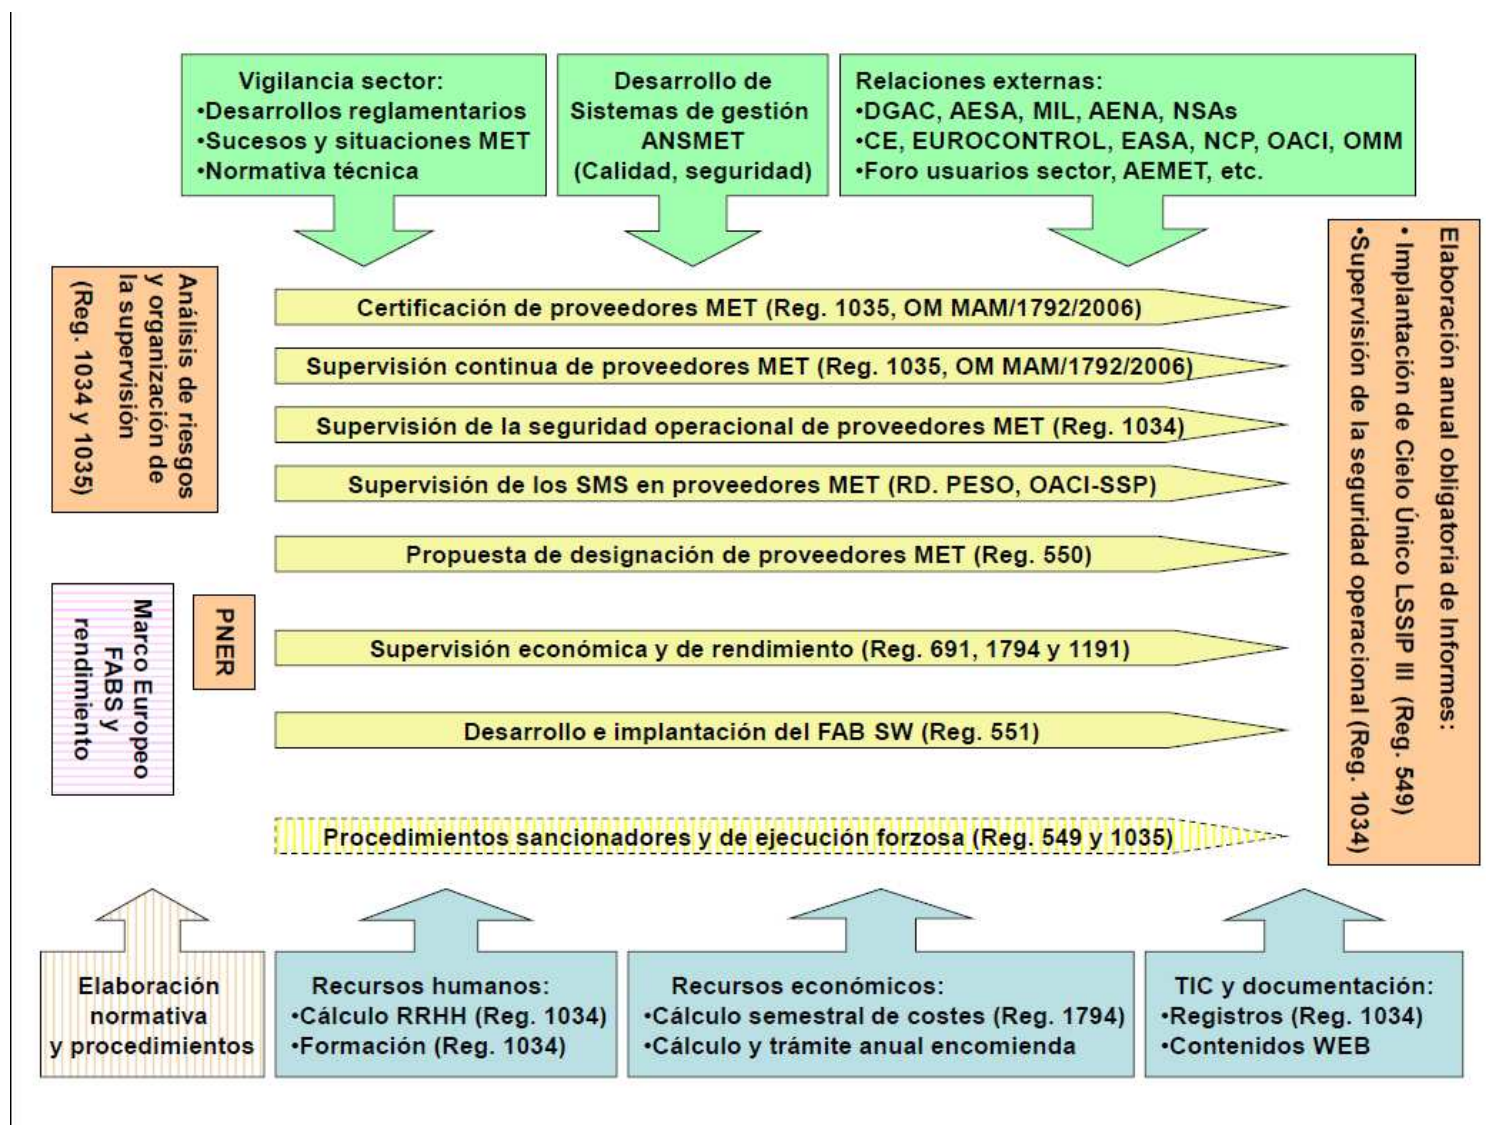 Vigilancia sector:
•Desarrollos reglamentarios
•Sucesos y situaciones MET
•Normativa técnica
Desarrollo de
Sistemas de gestión
ANSMET
(Calidad, seguridad)
Relaciones externas:
•DGAC, AESA, MIL, AENA, NSAs
•CE, EUROCONTROL, EASA, NCP, OACI, OMM
•Foro usuarios sector, AEMET, etc.
Análisis de riesgos
y organización de
la supervisión
(Reg. 1034 y 1035)
Certificación de proveedores MET (Reg. 1035, OM MAM/1792/2006)
Supervisión continua de proveedores MET (Reg. 1035, OM MAM/1792/2006)
Supervisión de la seguridad operacional de proveedores MET (Reg. 1034)
Supervisión de los SMS en proveedores MET (RD. PESO, OACI-SSP)
Propuesta de designación de proveedores MET (Reg. 550)
Marco Europeo
FABS y
rendimiento
PNER
Supervisión económica y de rendimiento (Reg. 691, 1794 y 1191)
Desarrollo e implantación del FAB SW (Reg. 551)
Procedimientos sancionadores y de ejecución forzosa (Reg. 549 y 1035)
Elaboración anual obligatoria de Informes:
• Implantación de Cielo Único LSSIP III (Reg. 549)
•Supervisión de la seguridad operacional (Reg. 1034)
Elaboración
normativa
y procedimientos
Recursos humanos:
•Cálculo RRHH (Reg. 1034)
•Formación (Reg. 1034)
Recursos económicos:
•Cálculo semestral de costes (Reg. 1794)
•Cálculo y trámite anual encomienda
TIC y documentación:
•Registros (Reg. 1034)
•Contenidos WEB